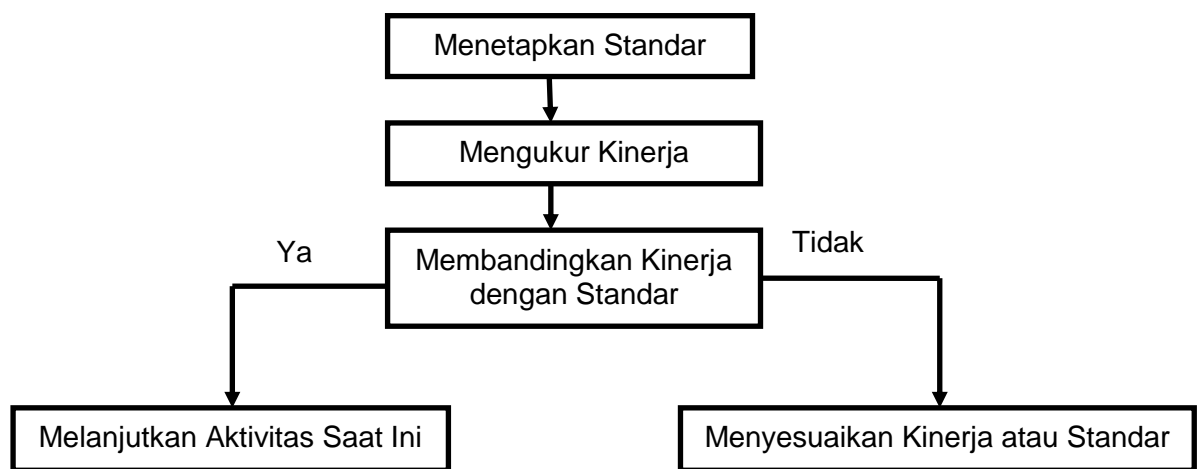 Menetapkan Standar
Mengukur Kinerja
Ya
Tidak
Membandingkan Kinerja
dengan Standar
Melanjutkan Aktivitas Saat Ini
Menyesuaikan Kinerja atau Standar